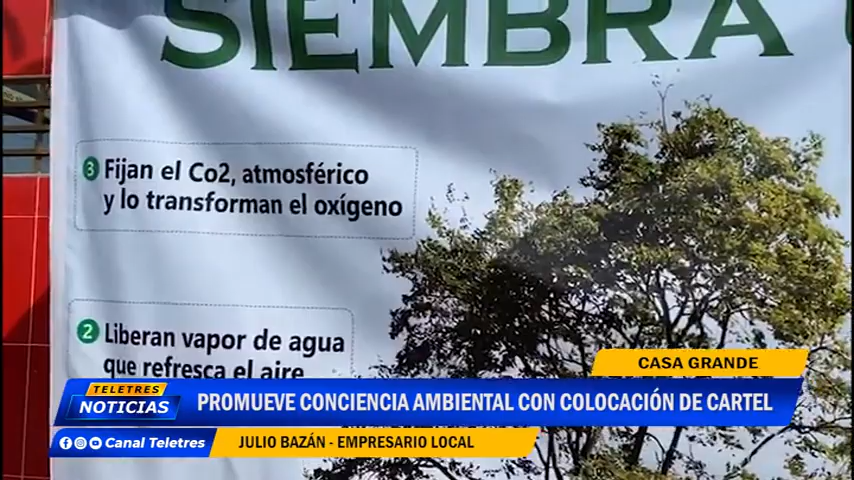 SIEMBRA
3 Fijan el Co2, atmosférico
y lo transforman el oxígeno
2 Liberan vapor de agua
que refresca el aire
CASA GRANDE
TELETRES
NOTICIAS
PROMUEVE CONCIENCIA AMBIENTAL CON COLOCACIÓN DE CARTEL
Canal Teletres
JULIO BAZÁN - EMPRESARIO LOCAL